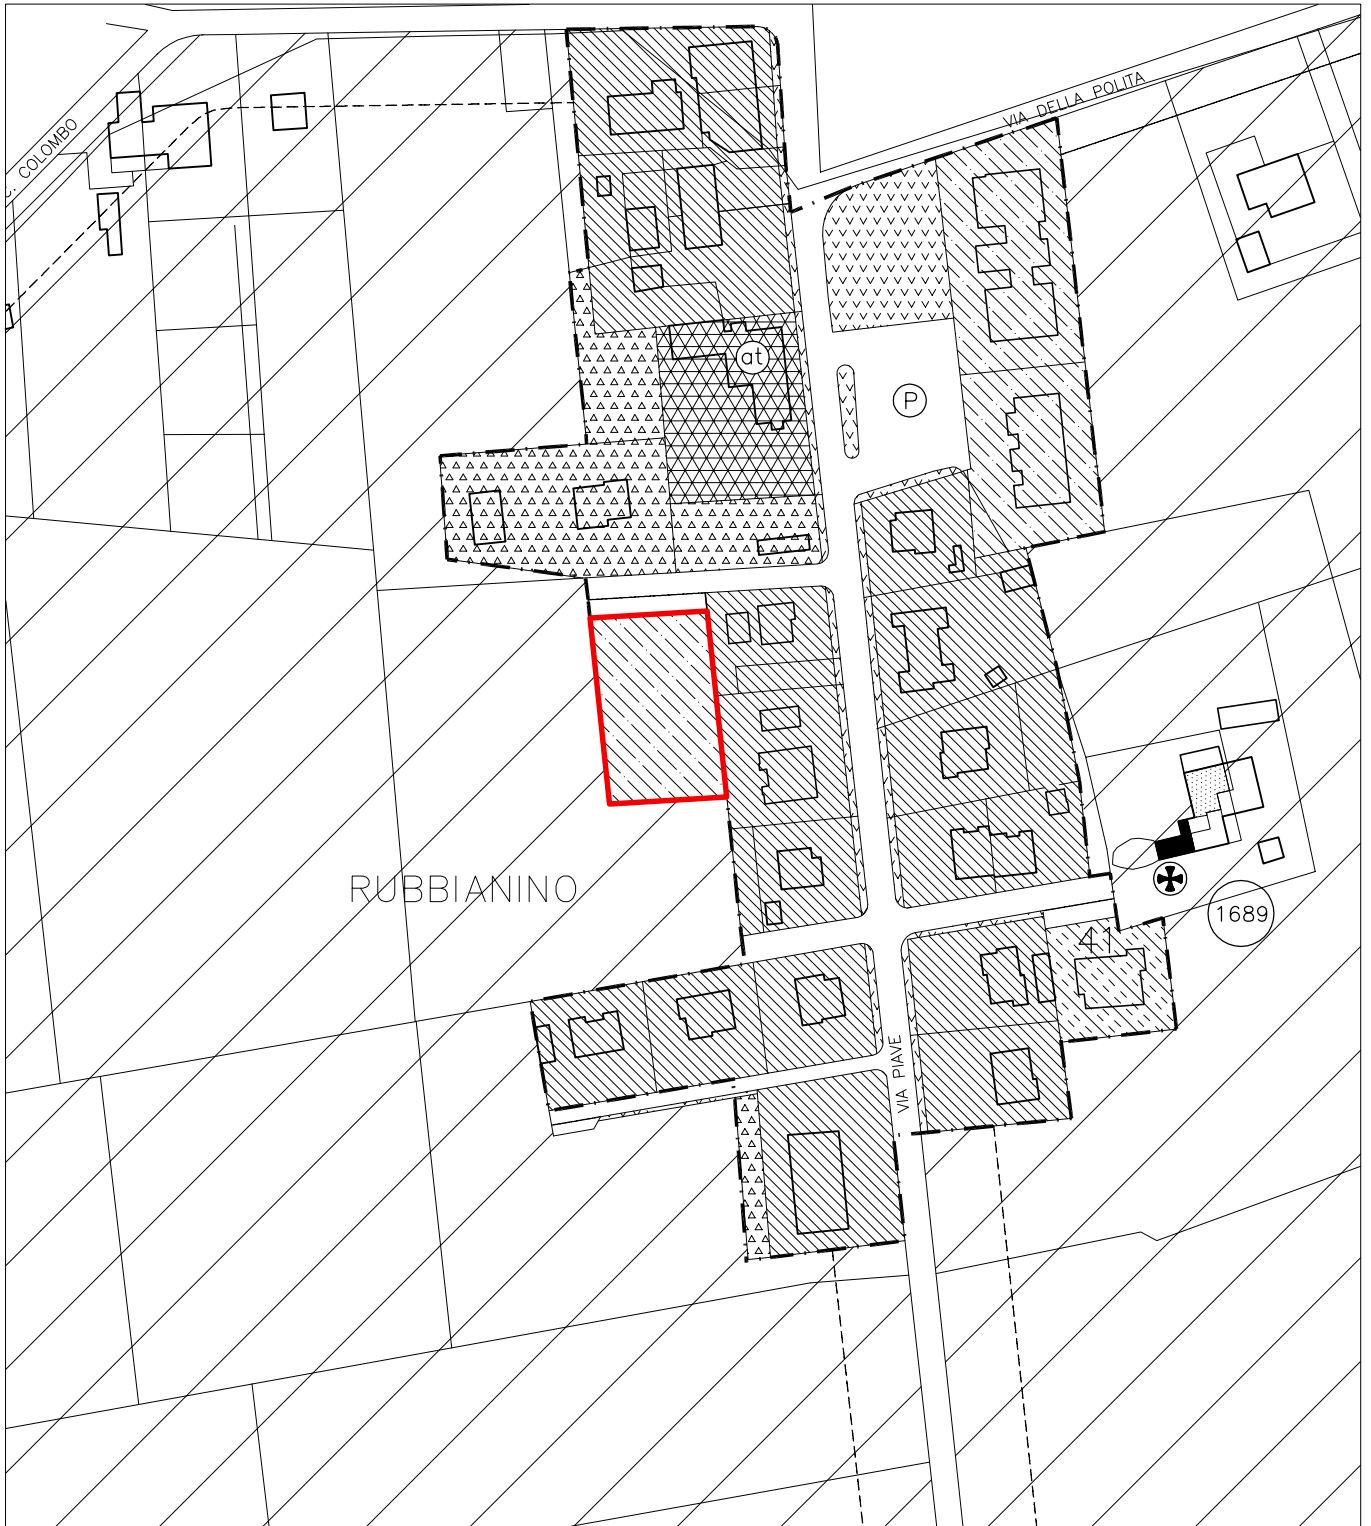 VIA DELLA POLITA
C. COLOMBO
at
P
RUBBIANINO
1689
41
VIA PIAVE